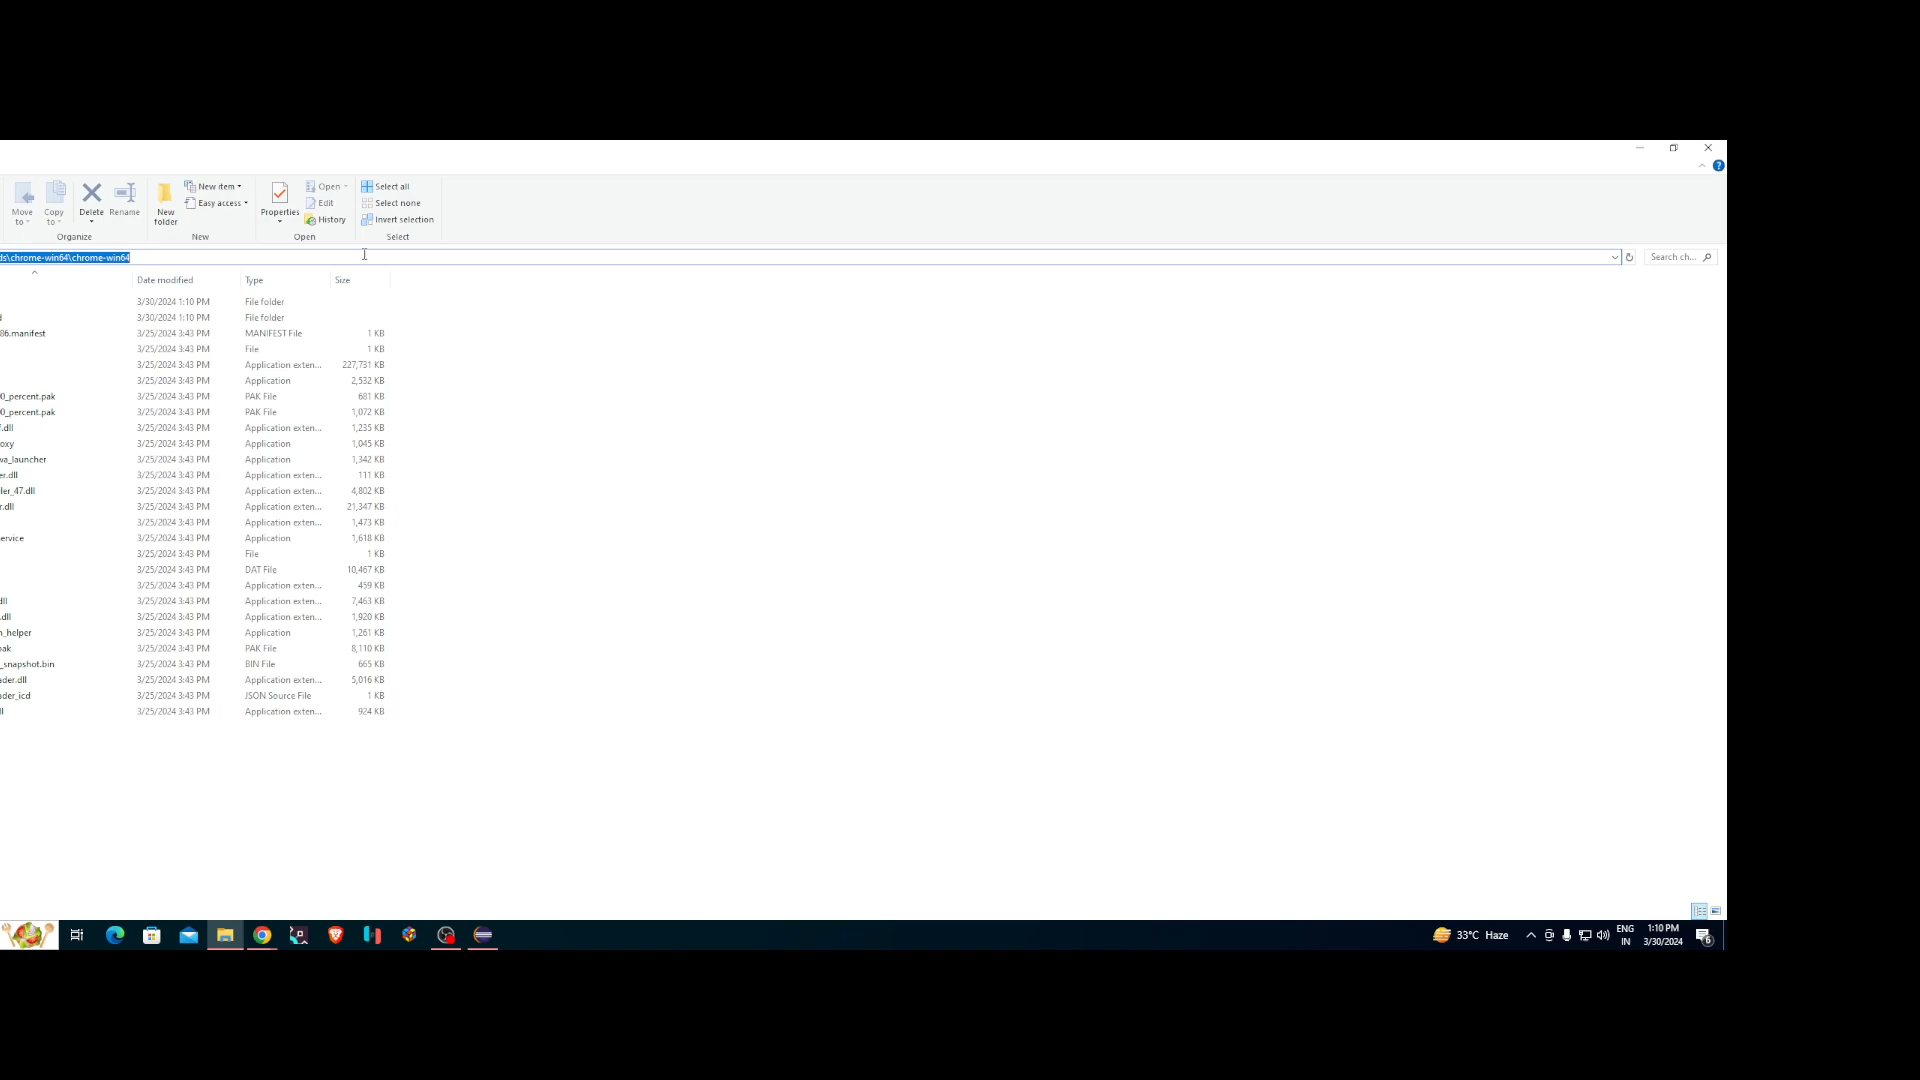 Move to
Copy to
Delete
Rename
Organize
New folder
New item
Easy access
New
Properties
Open
Edit
History
Open
Select all
Select none
Invert selection
Select
ds\chrome-win64\chrome-win64
Search ch...
Date modified Type Size
3/30/2024 1:10 PM File folder
d 3/30/2024 1:10 PM File folder
86.manifest 3/25/2024 3:43 PM MANIFEST File 1 KB
3/25/2024 3:43 PM File 1 KB
3/25/2024 3:43 PM Application exten... 227,731 KB
3/25/2024 3:43 PM Application 2,532 KB
0_percent.pak 3/25/2024 3:43 PM PAK File 681 KB
0_percent.pak 3/25/2024 3:43 PM PAK File 1,072 KB
f.dll 3/25/2024 3:43 PM Application exten... 1,235 KB
oxy 3/25/2024 3:43 PM Application 1,045 KB
wa_launcher 3/25/2024 3:43 PM Application 1,342 KB
er.dll 3/25/2024 3:43 PM Application exten... 111 KB
iler_47.dll 3/25/2024 3:43 PM Application exten... 4,802 KB
r.dll 3/25/2024 3:43 PM Application exten... 21,347 KB
3/25/2024 3:43 PM Application exten... 1,473 KB
ervice 3/25/2024 3:43 PM Application 1,618 KB
3/25/2024 3:43 PM File 1 KB
3/25/2024 3:43 PM DAT File 10,467 KB
3/25/2024 3:43 PM Application exten... 459 KB
dll 3/25/2024 3:43 PM Application exten... 7,463 KB
.dll 3/25/2024 3:43 PM Application exten... 1,920 KB
n_helper 3/25/2024 3:43 PM Application 1,261 KB
pak 3/25/2024 3:43 PM PAK File 8,110 KB
_snapshot.bin 3/25/2024 3:43 PM BIN File 665 KB
ader.dll 3/25/2024 3:43 PM Application exten... 5,016 KB
ader_icd 3/25/2024 3:43 PM JSON Source File 1 KB
ll 3/25/2024 3:43 PM Application exten... 924 KB
33°C Haze
ENG
IN
1:10 PM
3/30/2024
6